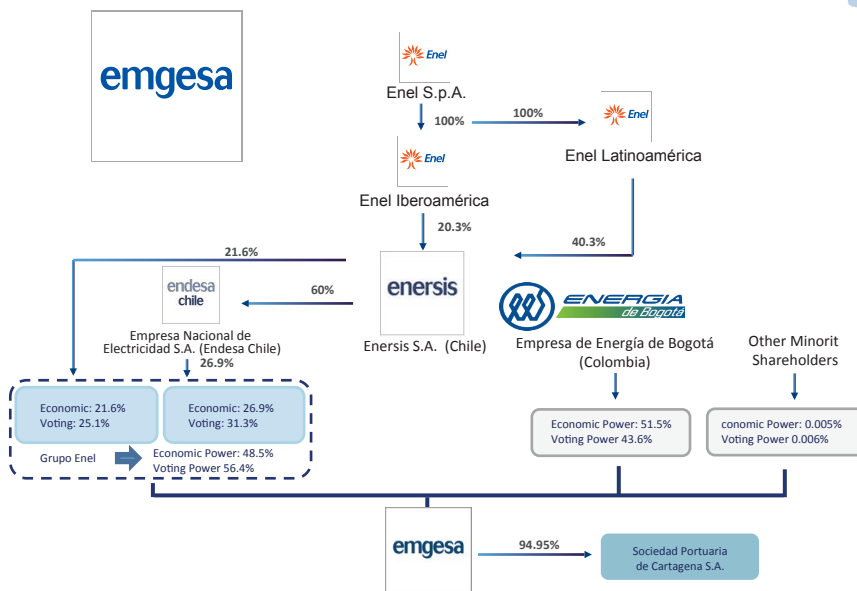 emgesa
Enel
Enel S.p.A.
100%
100%
Enel
Enel
Enel Latinoamérica
Enel Iberoamérica
20.3%
40.3%
21.6%
endesa
chile
60%
enersis
ENERGIA
de Bogotá
Empresa Nacional de
Electricidad S.A. (Endesa Chile)
26.9%
Enersis S.A. (Chile)
Empresa de Energía de Bogotá
(Colombia)
Other Minorit
Shareholders
Economic: 21.6%
Voting: 25.1%
Economic: 26.9%
Voting: 31.3%
Grupo Enel
Economic Power: 48.5%
Voting Power 56.4%
Economic Power: 51.5%
Voting Power 43.6%
conomic Power: 0.005%
Voting Power 0.006%
emgesa
94.95%
Sociedad Portuaria
de Cartagena S.A.